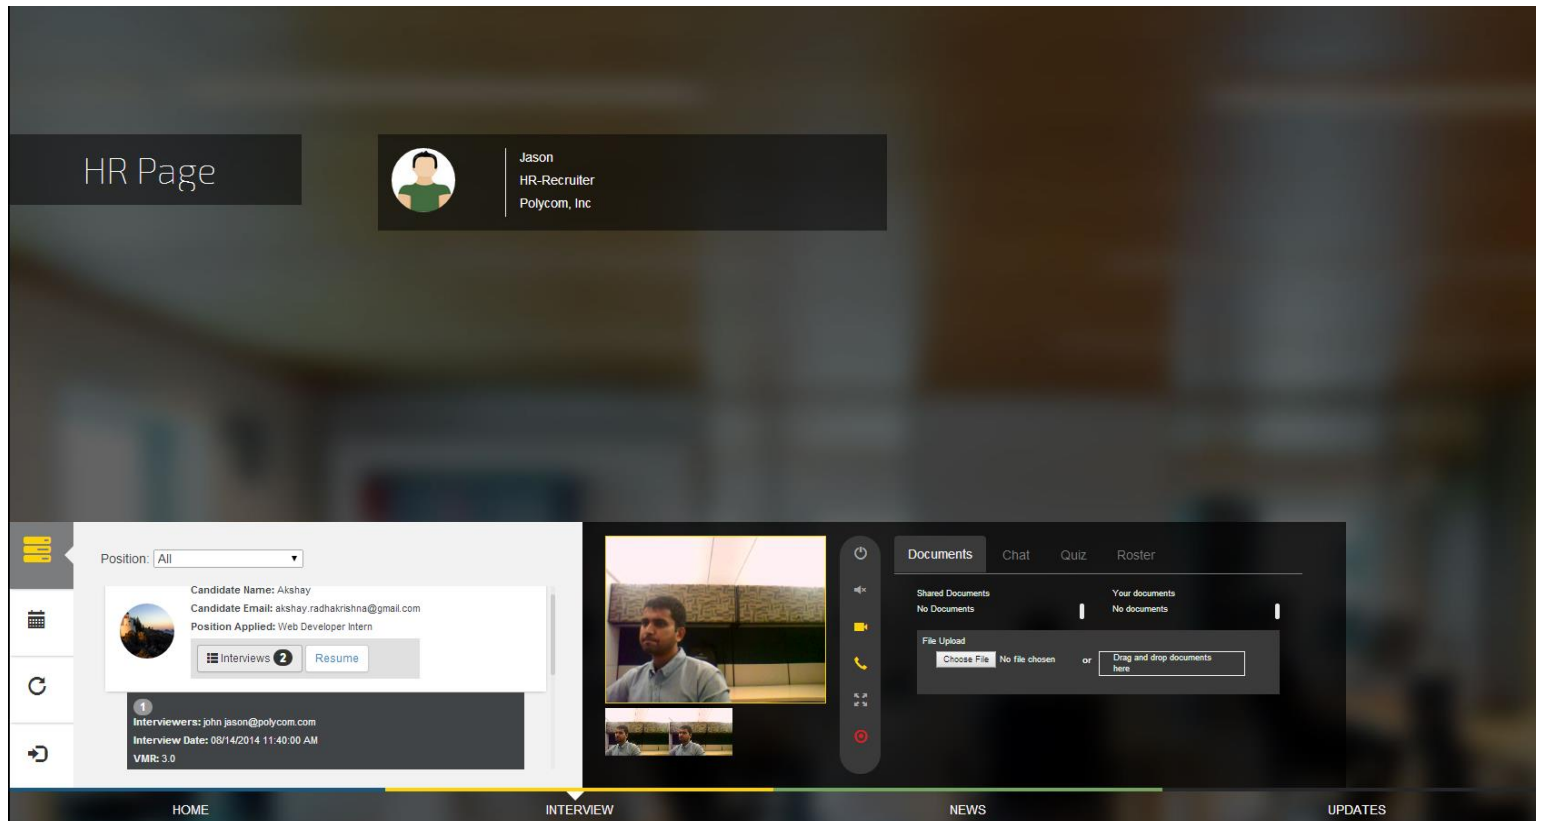 HR Page
Jason
HR-Recruiter
Polycom, Inc
Position: All
Candidate Name: Akshay
Candidate Email: akshay.radhakrishna@gmail.com
Position Applied: Web Developer Intern
Interviews 2 Resume
1
Interviewers: john jason@polycom.com
Interview Date: 08/14/2014 11:40:00 AM
VMR: 3.0
Documents Chat Quiz Roster
Shared Documents Your documents
No Documents No documents
File Upload
Choose File No file chosen or Drag and drop documents
here
HOME INTERVIEW NEWS UPDATES